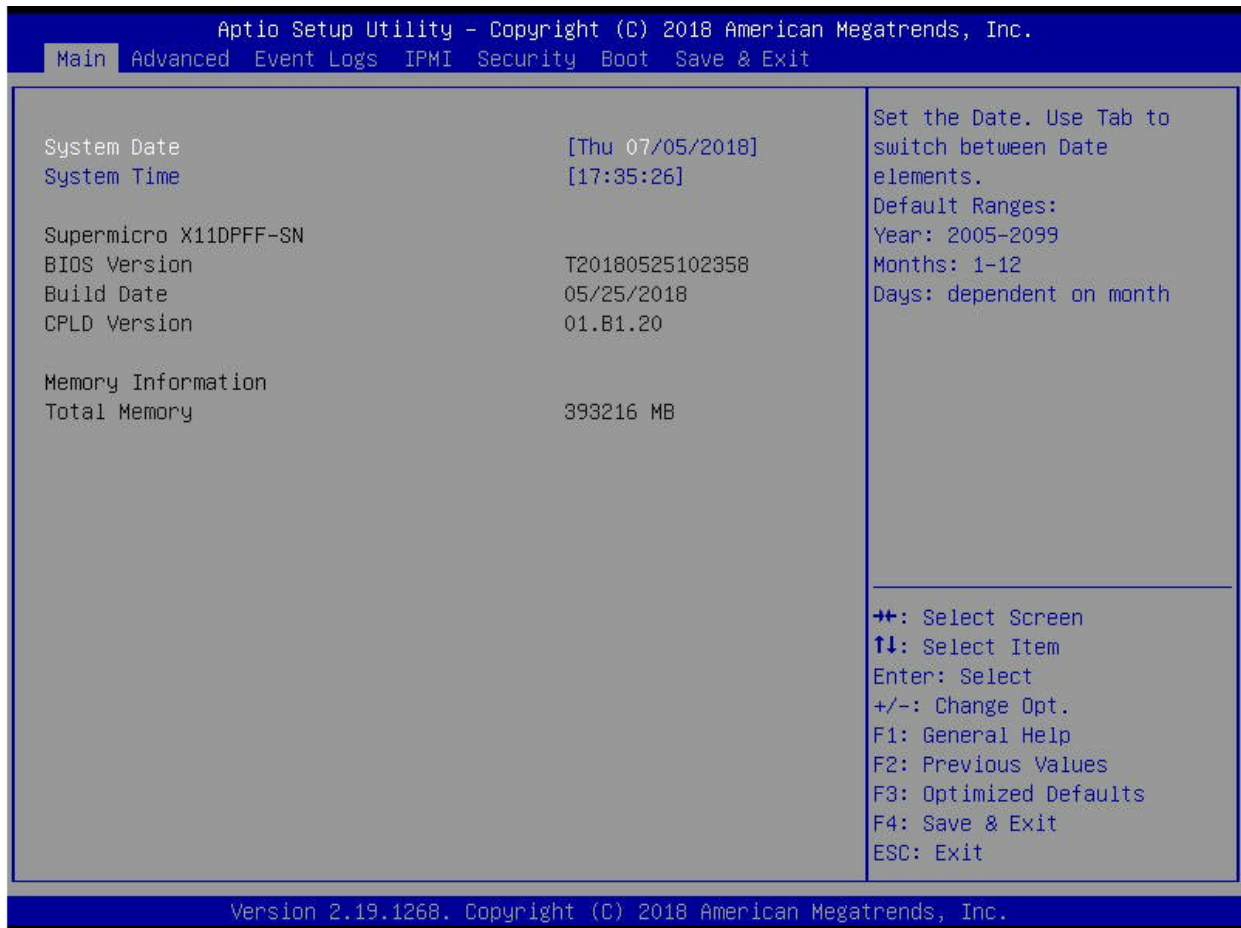 Aptio Setup Utility – Copyright (C) 2018 American Megatrends, Inc.
Main Advanced Event Logs IPMI Security Boot Save & Exit
System Date [Thu 07/05/2018]
System Time [17:35:26]
Supermicro X11DPFF-SN
BIOS Version T20180525102358
Build Date 05/25/2018
CPLD Version 01.B1.20
Memory Information
Total Memory 393216 MB
Set the Date. Use Tab to
switch between Date
elements.
Default Ranges:
Year: 2005-2099
Months: 1-12
Days: dependent on month
→←: Select Screen
↑↓: Select Item
Enter: Select
+/-: Change Opt.
F1: General Help
F2: Previous Values
F3: Optimized Defaults
F4: Save & Exit
ESC: Exit
Version 2.19.1268. Copyright (C) 2018 American Megatrends, Inc.